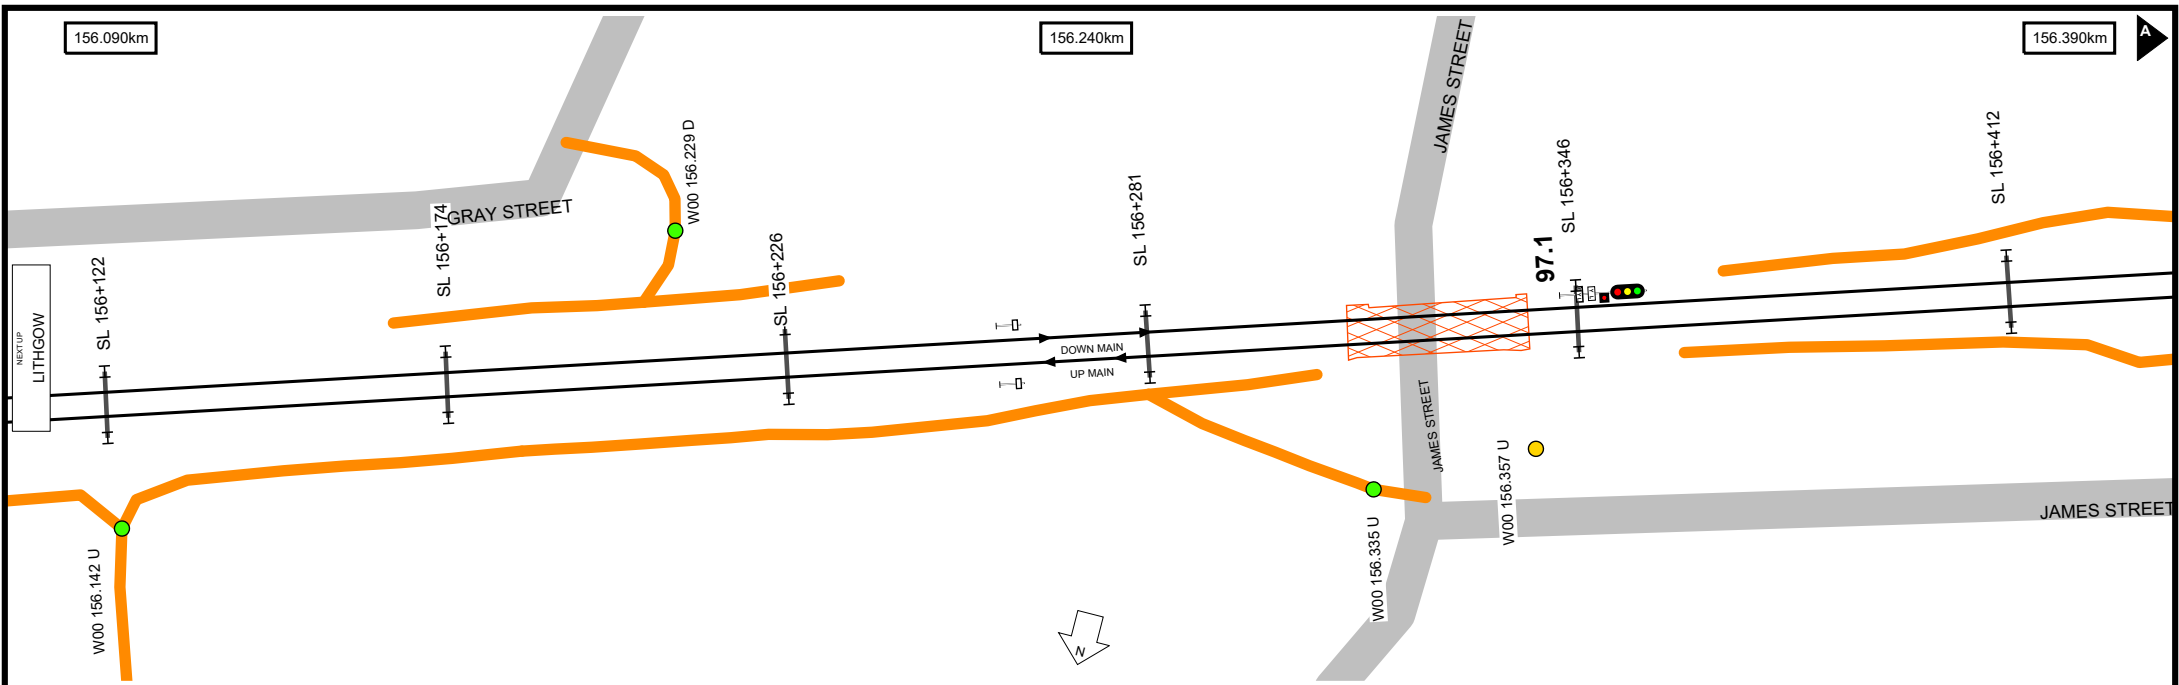 156.090km
156.240km
156.390km
A
JAMES STREET
W00 156.229 D
SL 156+412
SL 156+346
SL 156+281
GRAY STREET
SL 156+174
SL 156+226
97.1
SL 156+122
NEXT UP
LITHGOW
DOWN MAIN
UP MAIN
JAMES STREET
W00 156.357 U
JAMES STREET
W00 156.142 U
W00 156.335 U
N